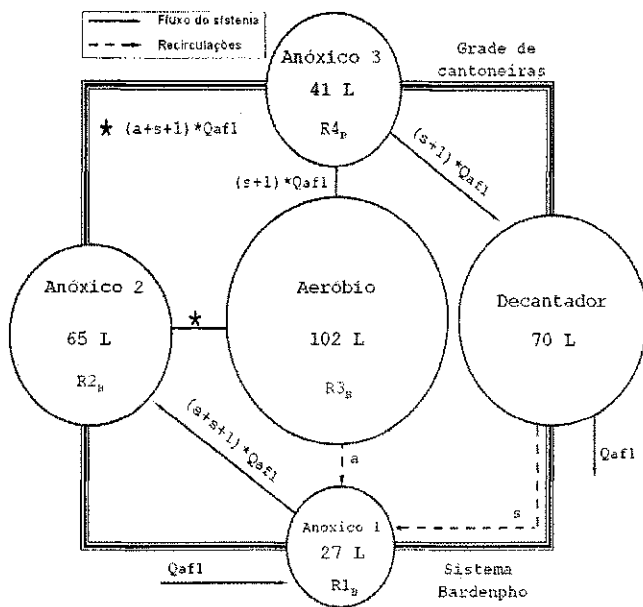 Fluxo do sistema
Recirculações
Anóxico 3
41 L
R4B
Grade de
cantoneiras
★ (a+s+1)*Qafl
(s+1)*Qafl
(s+1)*Qafl
Anóxico 2
65 L
R2B
★
Aeróbio
102 L
R3B
Decantador
70 L
(a+s+1)*Qafl
a
Qafl
s
Anóxico 1
27 L
R1B
Qafl
Sistema
Bardenpho